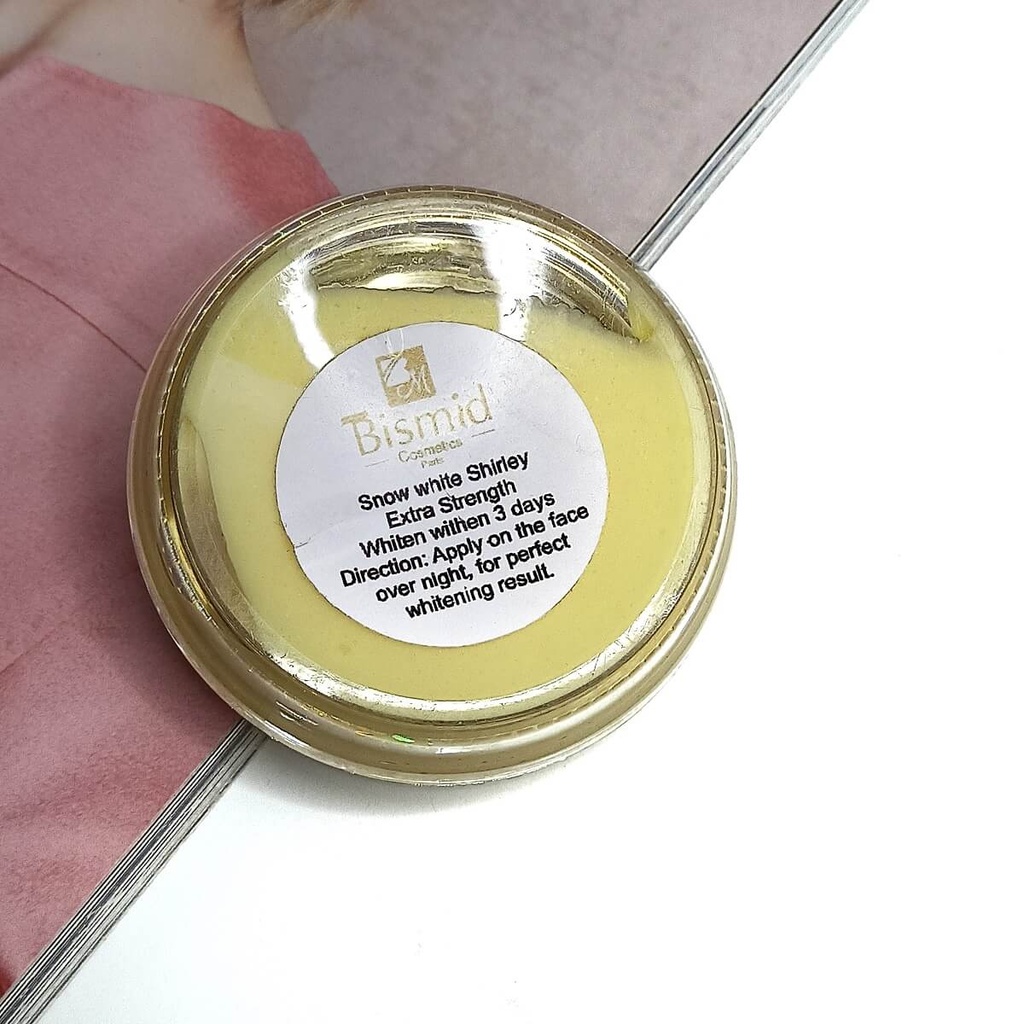 BM
Bismid
Cosmetics
Paris
Snow white Shirley
Extra Strength
Whiten withen 3 days
Direction: Apply on the face
over night, for perfect
whitening result.